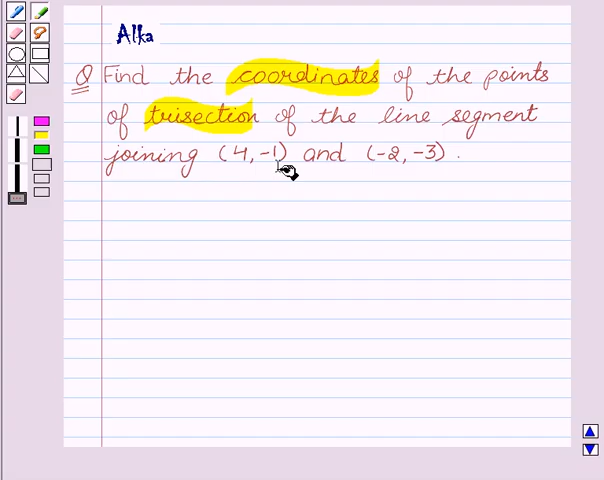 Alka
Q Find the coordinates of the points
of trisection of the line segment
joining (4, -1) and (-2, -3).